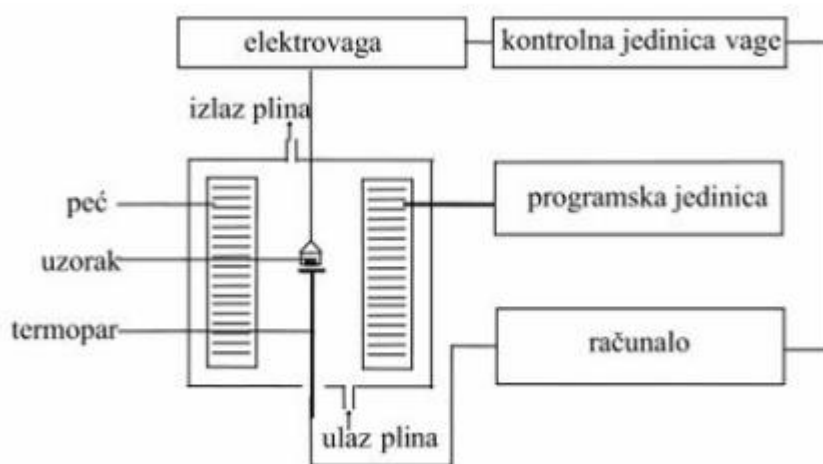 elektrovaga
kontrolna jedinica vage
izlaz plina
peć
programska jedinica
uzorak
termopar
računalo
ulaz plina